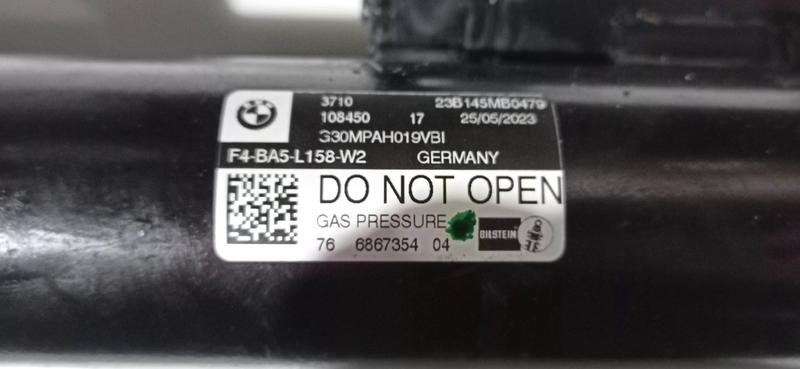 3710 23B145MB0479
108450 17 25/05/2023
G30MPAH019VBI
F4-BA5-L158-W2 GERMANY
DO NOT OPEN
GAS PRESSURE
BILSTEIN
76 6867354 04